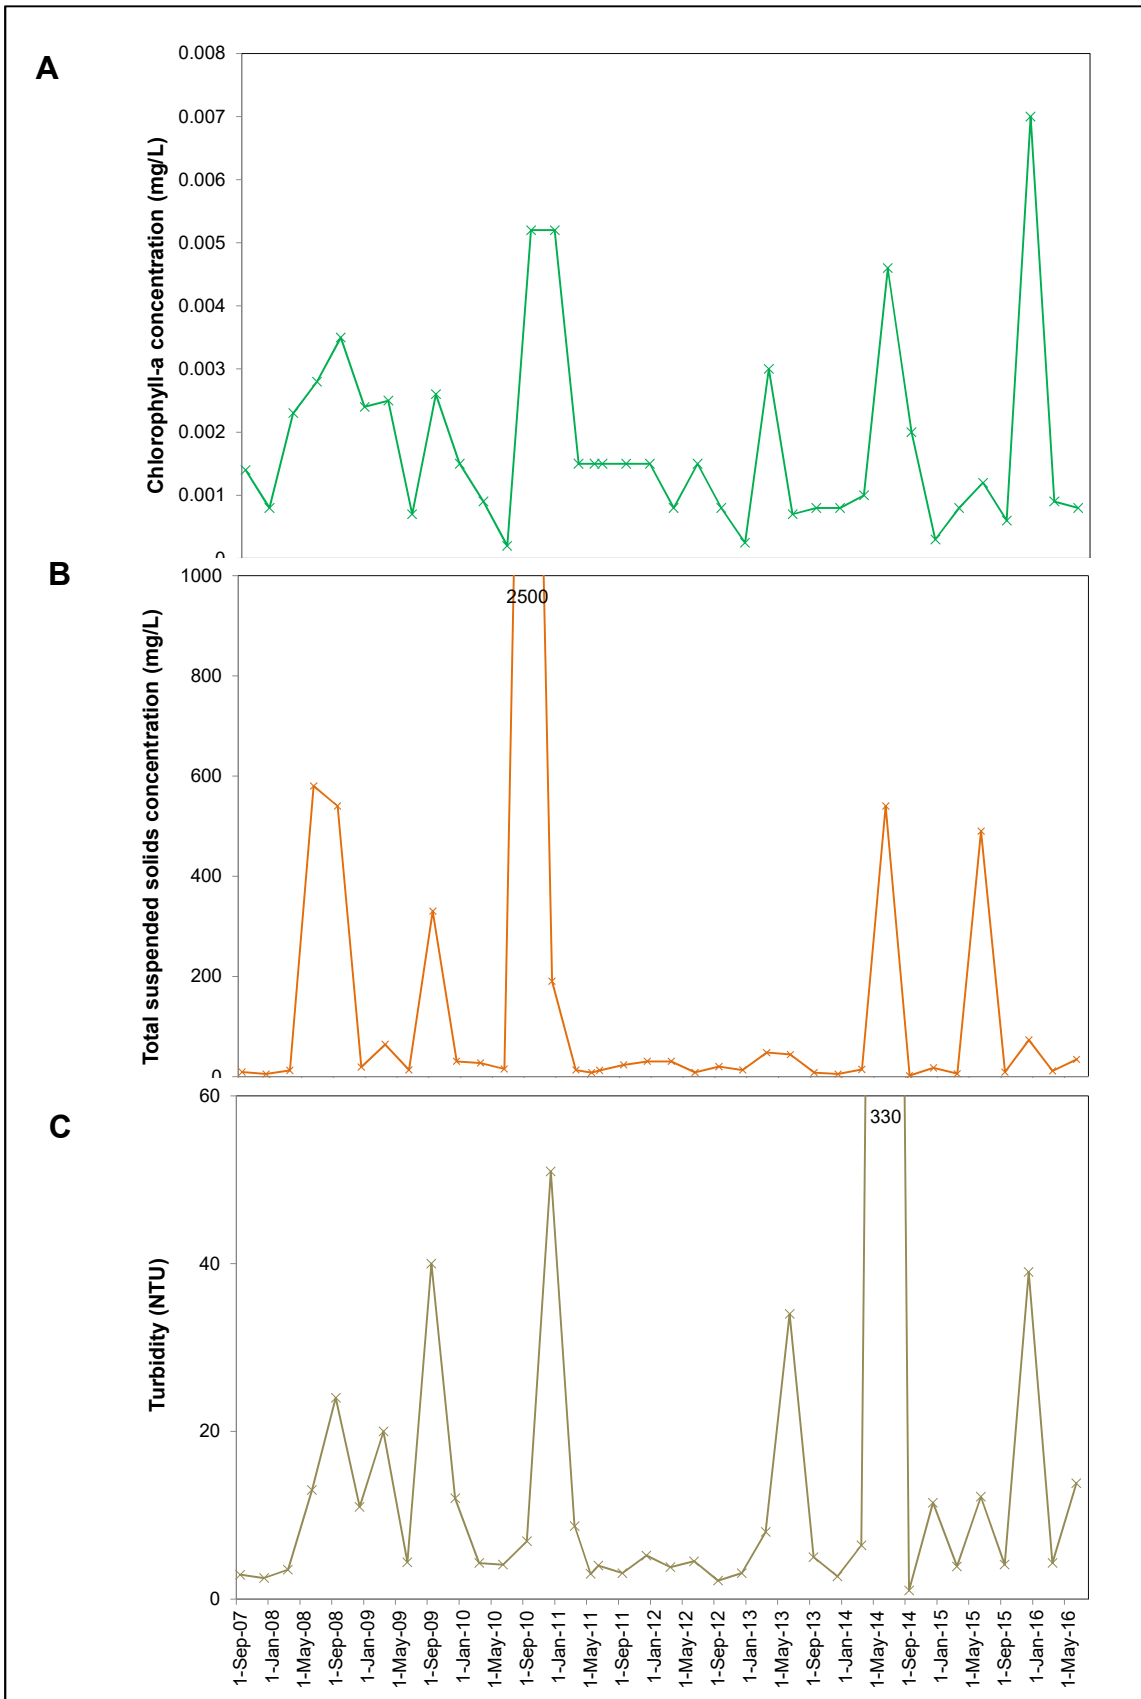 A
Chlorophyll-a concentration (mg/L)
0.008
0.007
0.006
0.005
0.004
0.003
0.002
0.001
0
B
Total suspended solids concentration (mg/L)
1000
2500
800
600
400
200
0
C
Turbidity (NTU)
60
330
40
20
0
1-Sep-07
1-Jan-08
1-May-08
1-Sep-08
1-Jan-09
1-May-09
1-Sep-09
1-Jan-10
1-May-10
1-Sep-10
1-Jan-11
1-May-11
1-Sep-11
1-Jan-12
1-May-12
1-Sep-12
1-Jan-13
1-May-13
1-Sep-13
1-Jan-14
1-May-14
1-Sep-14
1-Jan-15
1-May-15
1-Sep-15
1-Jan-16
1-May-16